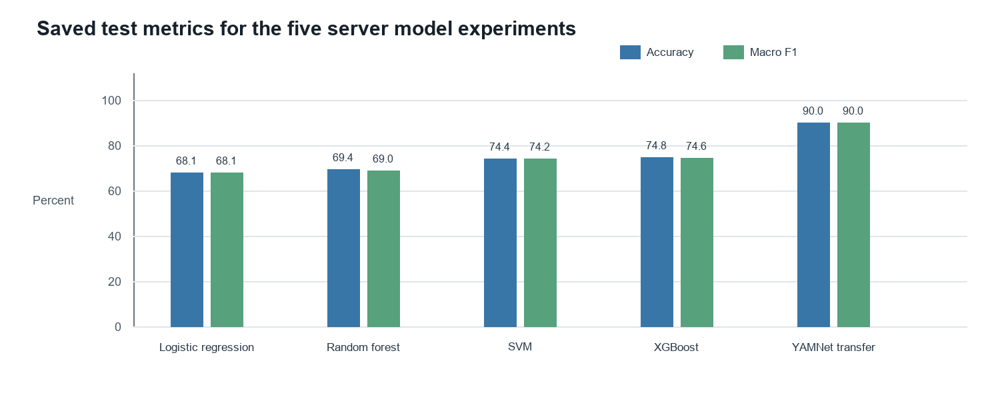 Saved test metrics for the five server model experiments
Accuracy Macro F1
100
80
60
40
20
0
Percent
68.1 68.1
69.4 69.0
74.4 74.2
74.8 74.6
90.0 90.0
Logistic regression Random forest SVM XGBoost YAMNet transfer